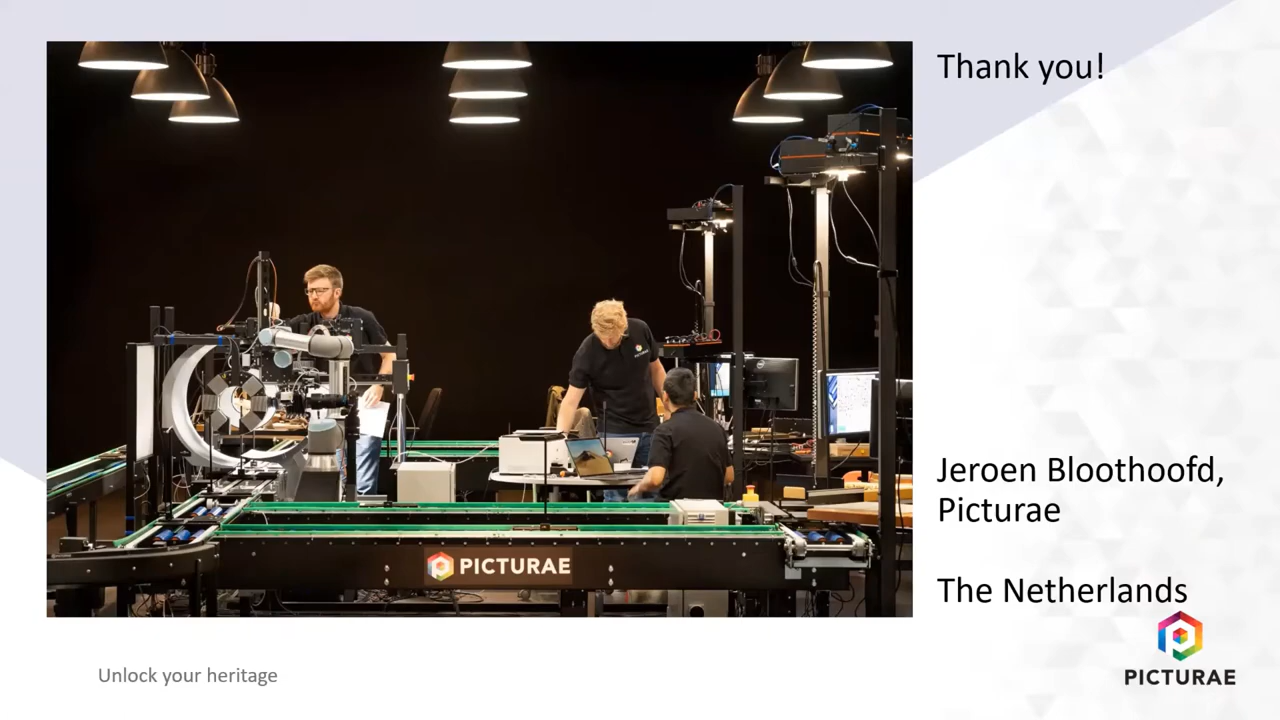 Thank you!
Jeroen Bloothoofd,
Picturae
The Netherlands
PICTURAE
PICTURAE
Unlock your heritage